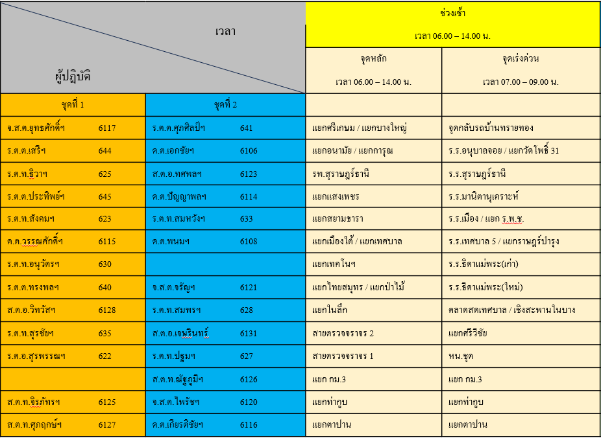 เวลา
ผู้ปฏิบัติ
ช่วงเช้า
เวลา 06.00 – 14.00 น.
จุดหลัก
เวลา 06.00 – 14.00 น.
จุดเร่งด่วน
เวลา 07.00 – 09.00 น.
ชุดที่ 1 ชุดที่ 2
จ.ส.ต.ยุทธศักดิ์ฯ 6117 ร.ต.ต.ศุภศิลป์ฯ 641 แยกศรีเกษม / แยกบางใหญ่ จุดกลับรถบ้านทรายทอง
ร.ต.ต.เสรีฯ 644 ด.ต.เอกชัยฯ 6106 แยกอนามัย / แยกการุณ ร.ร.อนุบาลจอย / แยกวัดโพธิ์ 31
ร.ต.ท.ธิวาฯ 625 ส.ต.อ.ทศพลฯ 6123 รพ.สุราษฎร์ธานี ร.ร.สุราษฎร์ธานี
ร.ต.ต.ประทิพย์ฯ 645 ด.ต.ปัญญาพลฯ 6114 แยกแสงเพชร ร.ร.มานิตานุเคราะห์
ร.ต.ท.สังคมฯ 623 ร.ต.ท.สมหวังฯ 633 แยกสยามธารา ร.ร.เมือง / แยก ร.พ.ช.
ด.ต.วรรณศักดิ์ฯ 6115 ด.ต.พนมฯ 6108 แยกเมืองใต้ / แยกเทศบาล ร.ร.เทศบาล 5 / แยกราษฎร์บำรุง
ร.ต.ท.อนุวัตรฯ 630 แยกเทคโนฯ ร.ร.ธิดาแม่พระ(เก่า)
ร.ต.ต.ทรงพลฯ 640 จ.ส.ต.จรัญฯ 6121 แยกไทยสมุทร / แยกป่าไม้ ร.ร.ธิดาแม่พระ(ใหม่)
ส.ต.อ.วิทวัสฯ 6128 ร.ต.ท.สมพรฯ 628 แยกในลึก ตลาดสดเทศบาล / เชิงสะพานในบาง
ร.ต.ท.สุรชัยฯ 635 ส.ต.อ.เจนรินทร์ 6131 สายตรวจจราจร 2 แยกศรีวิชัย
ร.ต.อ.สุรพรรณฯ 622 ร.ต.ท.ปฐมฯ 627 สายตรวจจราจร 1 หน.ชุด
ส.ต.ท.ณัฐภูมิฯ 6126 แยก กม.3 แยก กม.3
ส.ต.ท.จิรภัทรฯ 6125 จ.ส.ต.ไพรัชฯ 6120 แยกท่ากูบ แยกท่ากูบ
ส.ต.ท.ศุภฤกษ์ฯ 6127 ด.ต.เกียรติชัยฯ 6116 แยกตาปาน แยกตาปาน